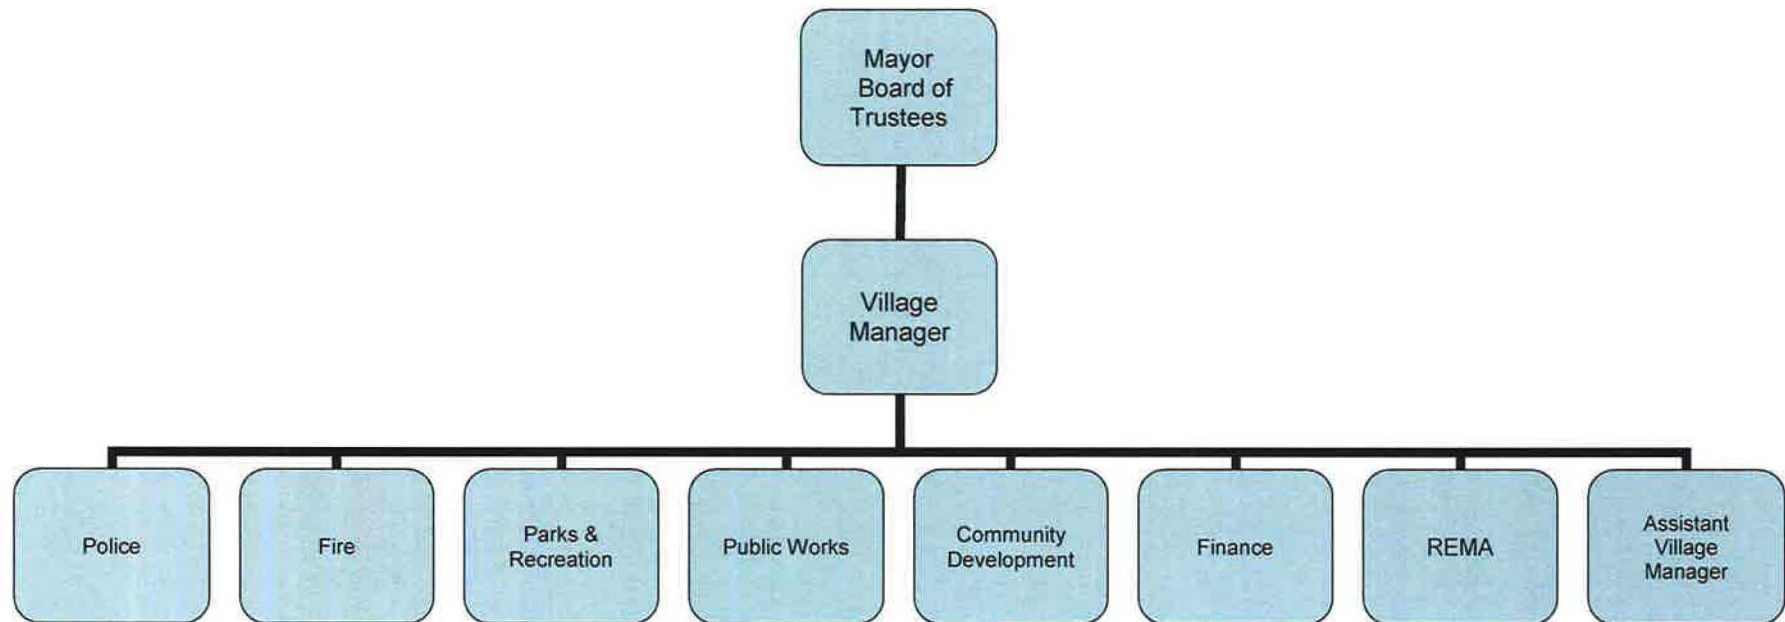 Mayor
Board of
Trustees
Village
Manager
Police
Fire
Parks &
Recreation
Public Works
Community
Development
Finance
REMA
Assistant
Village
Manager